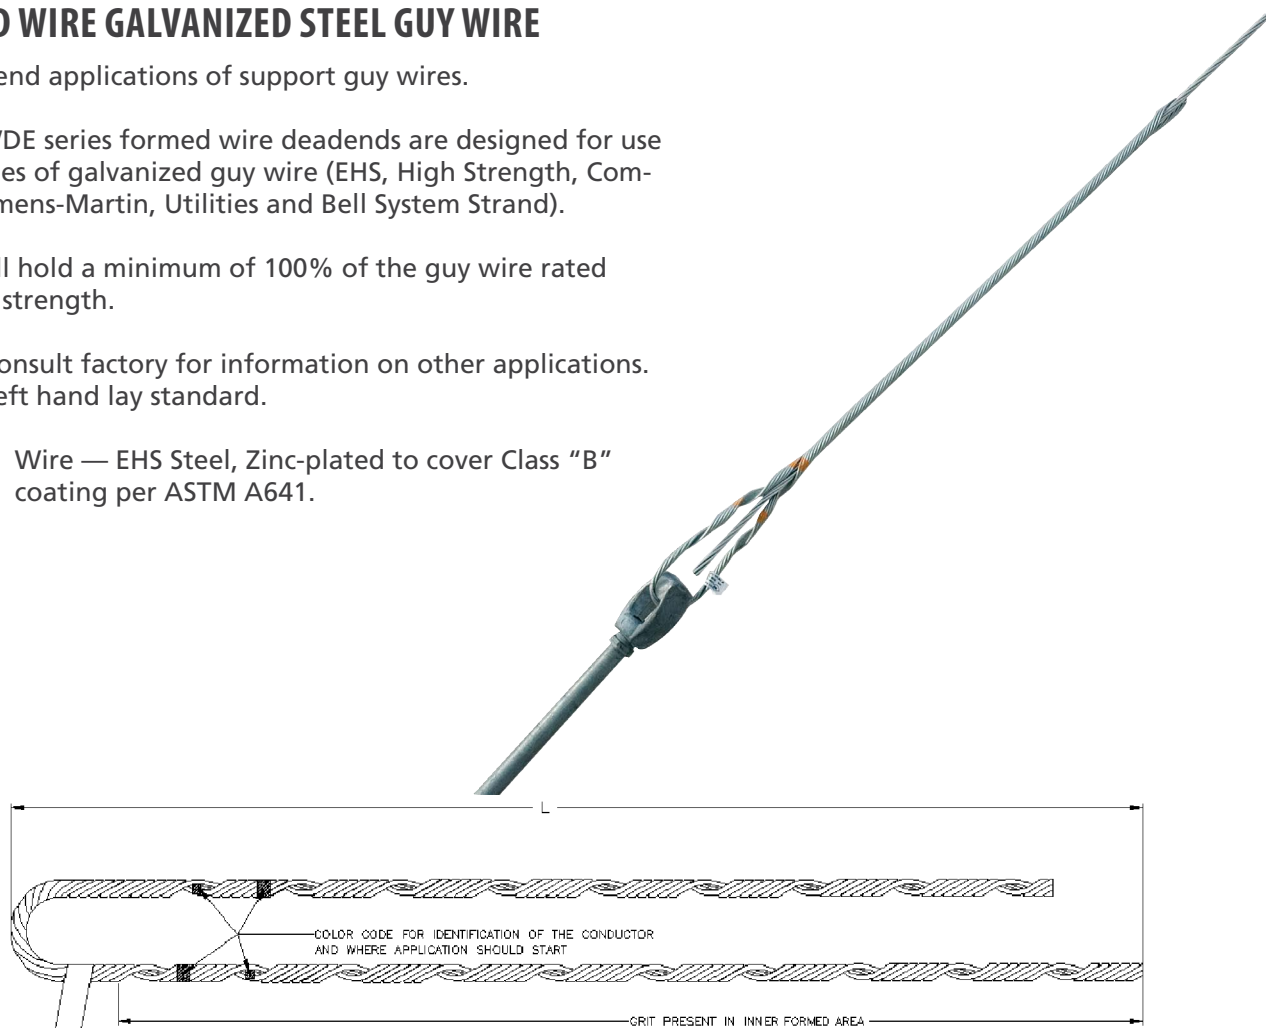 D WIRE GALVANIZED STEEL GUY WIRE
end applications of support guy wires.
VDE series formed wire deadends are designed for use
es of galvanized guy wire (EHS, High Strength, Com-
mens-Martin, Utilities and Bell System Strand).
ll hold a minimum of 100% of the guy wire rated
strength.
onsult factory for information on other applications.
eft hand lay standard.
Wire — EHS Steel, Zinc-plated to cover Class “B”
coating per ASTM A641.
L
COLOR CODE FOR IDENTIFICATION OF THE CONDUCTOR
AND WHERE APPLICATION SHOULD START
GRIT PRESENT IN INNER FORMED AREA